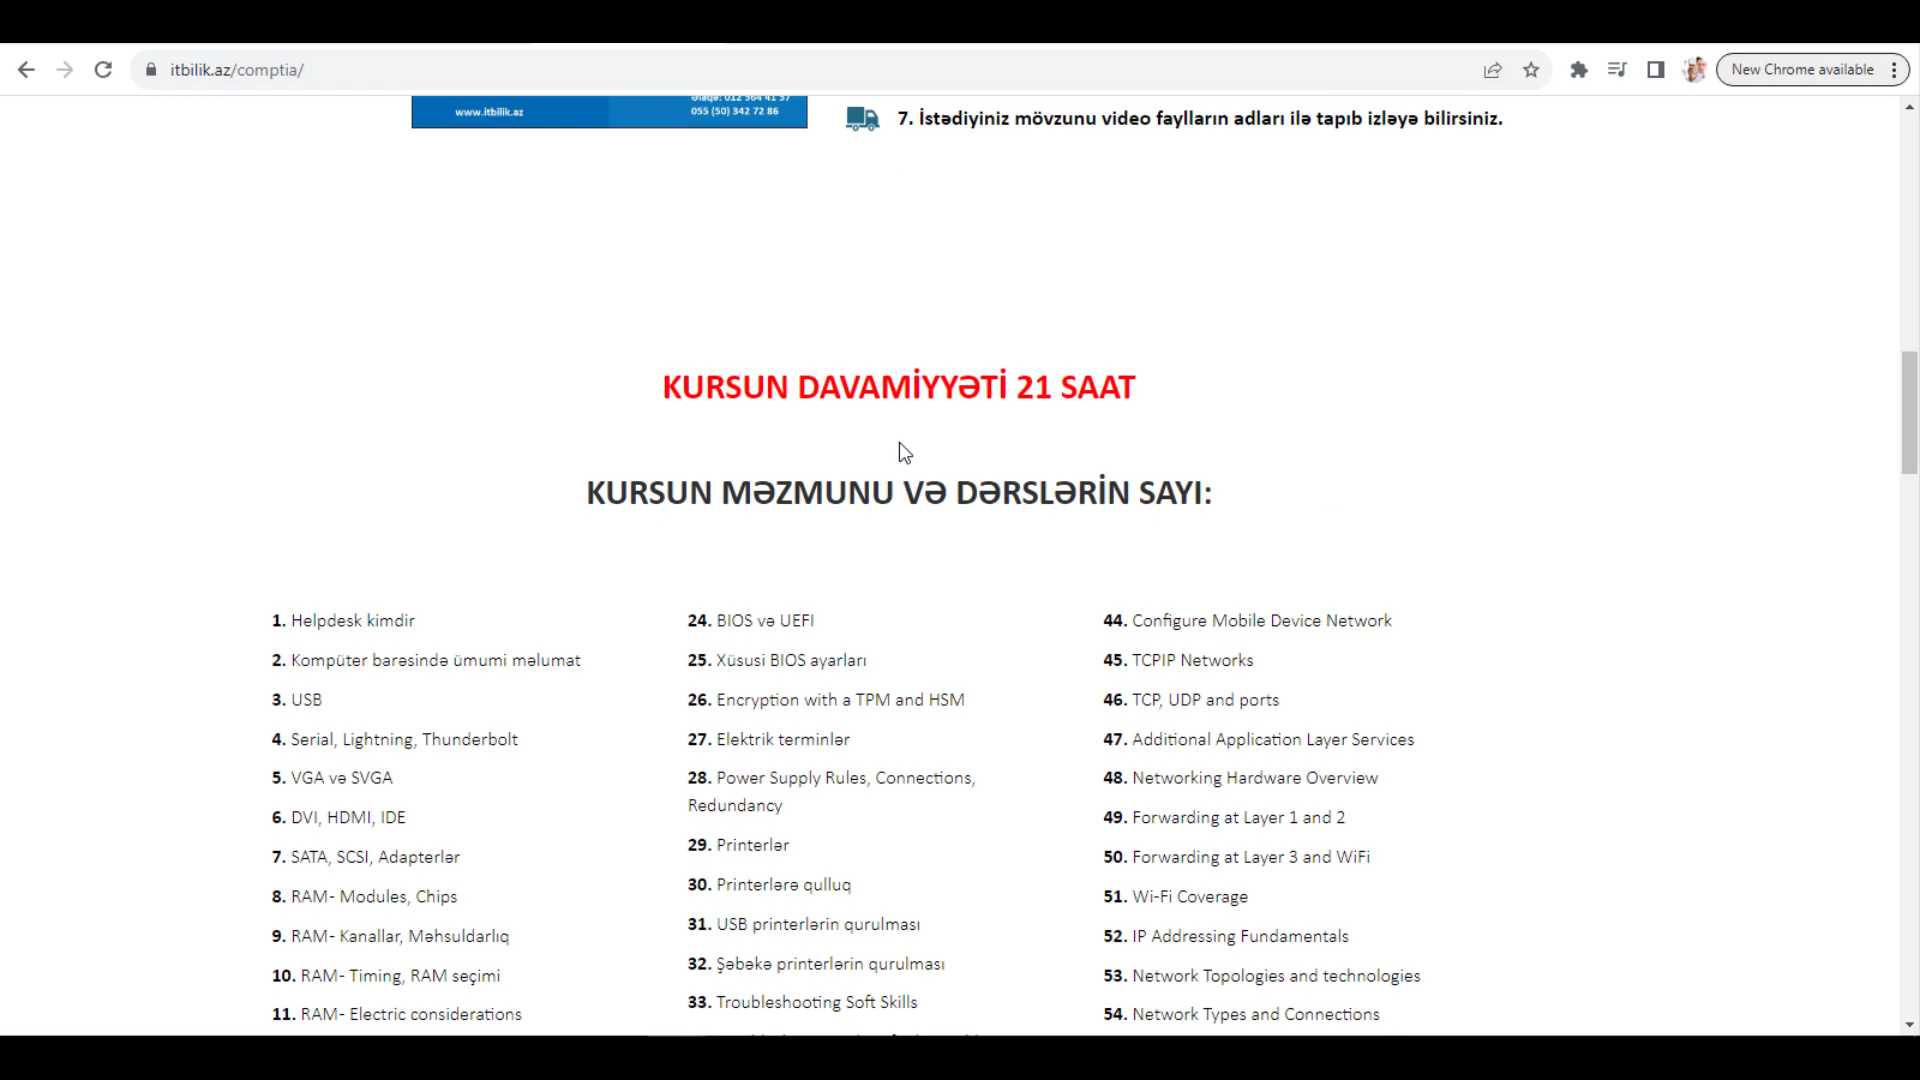 itbilik.az/comptia/
New Chrome available
www.itbilik.az
055 (50) 342 72 86
7. İstədiyiniz mövzunu video faylların adları ilə tapıb izləyə bilirsiniz.
KURSUN DAVAMİYYƏTİ 21 SAAT
KURSUN MƏZMUNU VƏ DƏRSLƏRİN SAYI:
1. Helpdesk kimdir
2. Kompüter barəsində ümumi məlumat
3. USB
4. Serial, Lightning, Thunderbolt
5. VGA və SVGA
6. DVI, HDMI, IDE
7. SATA, SCSI, Adapterlər
8. RAM- Modules, Chips
9. RAM- Kanallar, Məhsuldarlıq
10. RAM- Timing, RAM seçimi
11. RAM- Electric considerations
24. BIOS və UEFI
25. Xüsusi BIOS ayarları
26. Encryption with a TPM and HSM
27. Elektrik terminlər
28. Power Supply Rules, Connections,
Redundancy
29. Printerlər
30. Printerlərə qulluq
31. USB printerlərin qurulması
32. Şəbəkə printerlərin qurulması
33. Troubleshooting Soft Skills
44. Configure Mobile Device Network
45. TCPIP Networks
46. TCP, UDP and ports
47. Additional Application Layer Services
48. Networking Hardware Overview
49. Forwarding at Layer 1 and 2
50. Forwarding at Layer 3 and WiFi
51. Wi-Fi Coverage
52. IP Addressing Fundamentals
53. Network Topologies and technologies
54. Network Types and Connections